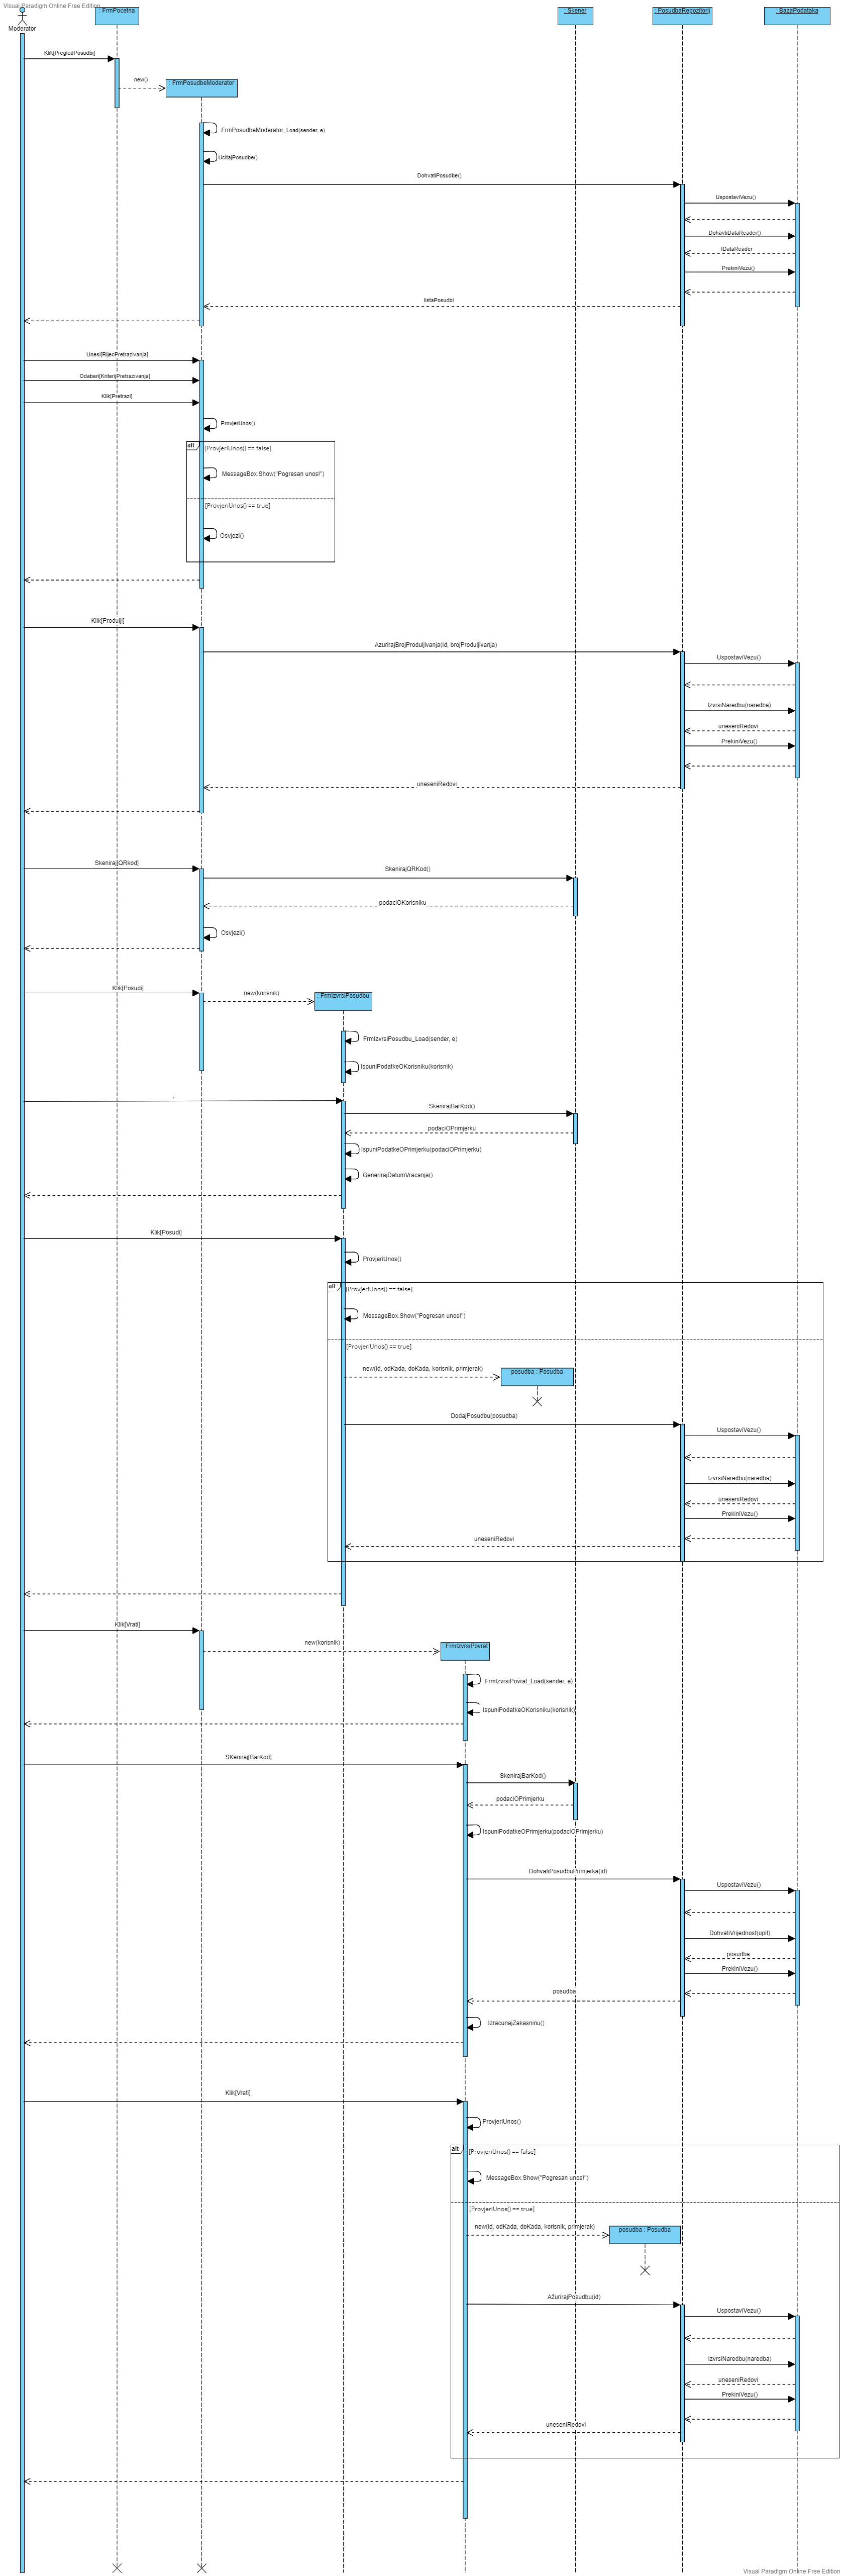 Visual Paradigm Online Free Edition
Moderator
: FrmPocetna
: Skener
: PosudbaRepozitorij
: BazaPodataka
Klik[PregledPosudbi]
new()
: FrmPosudbeModerator
FrmPosudbeModerator_Load(sender, e)
UcitajPosudbe()
DohvatiPosudbe()
UspostaviVezu()
DohavtiDataReader()
IDataReader
PrekiniVezu()
listaPosudbi
Unesi[RijecPretrazivanja]
Odaberi[KriterijPretrazivanja]
Klik[Pretrazi]
ProvjerUnos()
alt
[ProvjeriUnos() == false]
MessageBox.Show("Pogresan unos!")
[ProvjeriUnos() == true]
Osvjezi()
Klik[Produlji]
AzurirajBrojProduljivanja(id, brojProduljivanja)
UspostaviVezu()
IzvrsiNaredbu(naredba)
uneseniRedovi
PrekiniVezu()
uneseniRedovi
Skeniraj[QRkod]
SkenirajQRKod()
podaciOKorisniku
Osvjezi()
Klik[Posudi]
new(korisnik)
: FrmIzvrsiPosudbu
FrmIzvrsiPosudbu_Load(sender, e)
IspuniPodatkeOKorisniku(korisnik)
SkenirajBarKod()
podaciOPrimjerku
IspuniPodatkeOPrimjerku(podaciOPrimjerku)
GenerirajDatumVracanja()
Klik[Posudi]
ProvjeriUnos()
alt
[ProvjeriUnos() == false]
MessageBox.Show("Pogresan unos!")
[ProvjeriUnos() == true]
new(id, odKada, doKada, korisnik, primjerak)
posudba : Posudba
DodajPosudbu(posudba)
UspostaviVezu()
IzvrsiNaredbu(naredba)
uneseniRedovi
PrekiniVezu()
uneseniRedovi
Klik[Vrati]
new(korisnik)
: FrmIzvrsiPovrat
FrmIzvrsiPovrat_Load(sender, e)
IspuniPodatkeOKorisniku(korisnik)
SKeniraj[BarKod]
SkenirajBarKod()
podaciOPrimjerku
IspuniPodatkeOPrimjerku(podaciOPrimjerku)
DohvatiPosudbuPrimjerka(id)
UspostaviVezu()
DohvatiVrijednost(upit)
posudba
PrekiniVezu()
posudba
IzracunajZakasninu()
Klik[Vrati]
ProvjeriUnos()
alt
[ProvjeriUnos() == false]
MessageBox.Show("Pogresan unos!")
[ProvjeriUnos() == true]
new(id, odKada, doKada, korisnik, primjerak)
posudba : Posudba
AžurirajPosudbu(id)
UspostaviVezu()
IzvrsiNaredbu(naredba)
uneseniRedovi
PrekiniVezu()
uneseniRedovi
Visual Paradigm Online Free Edition